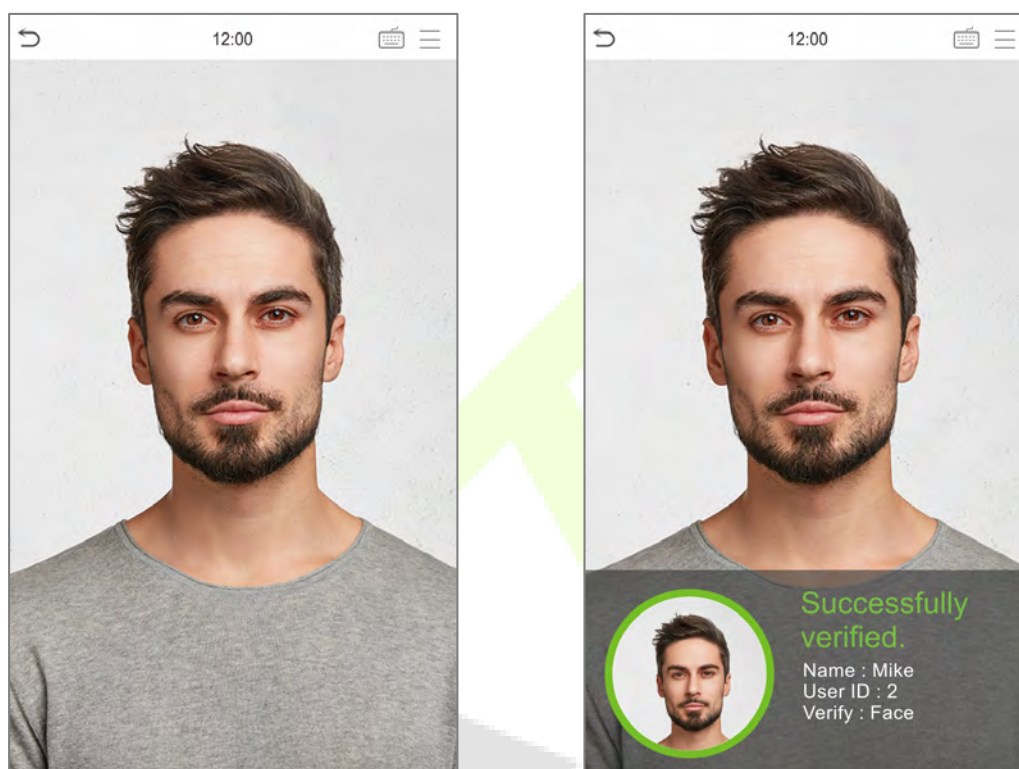 12:00
12:00
Successfully
verified.
Name : Mike
User ID : 2
Verify : Face